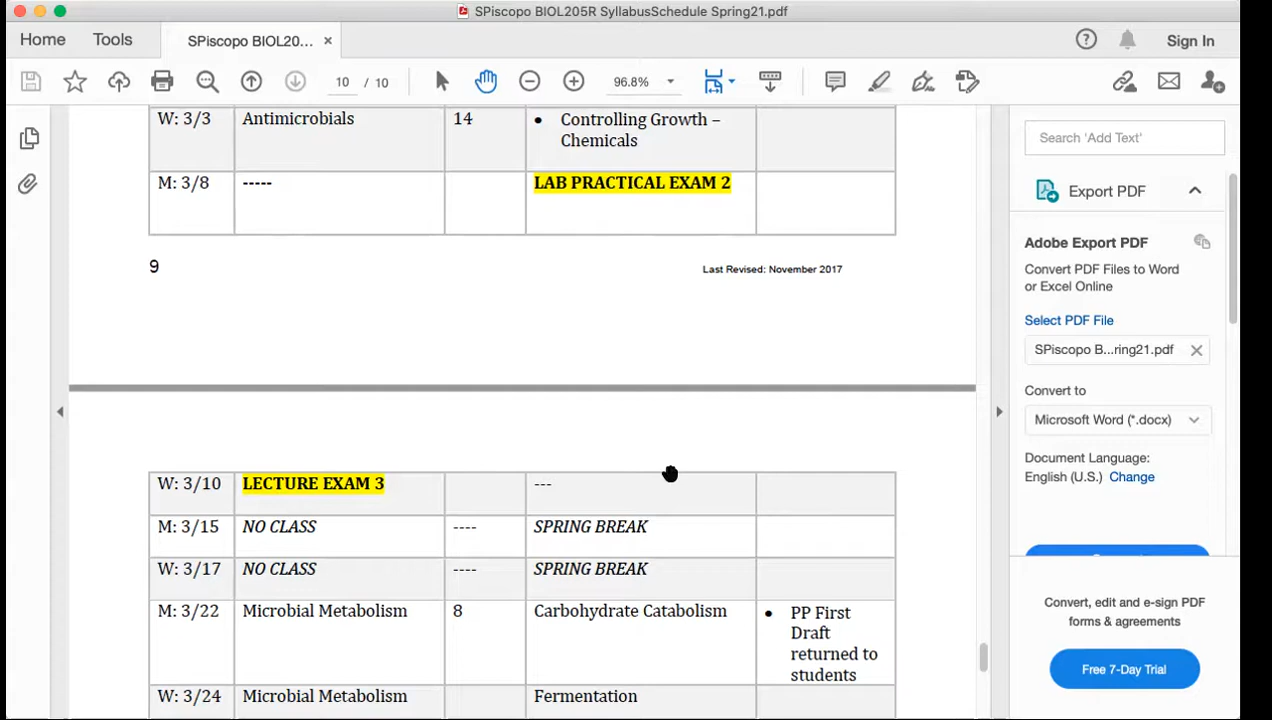 SPiscopo BIOL205R SyllabusSchedule Spring21.pdf
Home Tools SPiscopo BIOL20... × ? Sign In
10 / 10 96.8%
W: 3/3 Antimicrobials 14 • Controlling Growth –
Chemicals
M: 3/8 ----- LAB PRACTICAL EXAM 2
9 Last Revised: November 2017
W: 3/10 LECTURE EXAM 3 ---
M: 3/15 NO CLASS ---- SPRING BREAK
W: 3/17 NO CLASS ---- SPRING BREAK
M: 3/22 Microbial Metabolism 8 Carbohydrate Catabolism • PP First
Draft
returned to
students
W: 3/24 Microbial Metabolism Fermentation
Search 'Add Text'
Export PDF
Adobe Export PDF
Convert PDF Files to Word
or Excel Online
Select PDF File
SPiscopo B...ring21.pdf ×
Convert to
Microsoft Word (*.docx)
Document Language:
English (U.S.) Change
Convert, edit and e-sign PDF
forms & agreements
Free 7-Day Trial